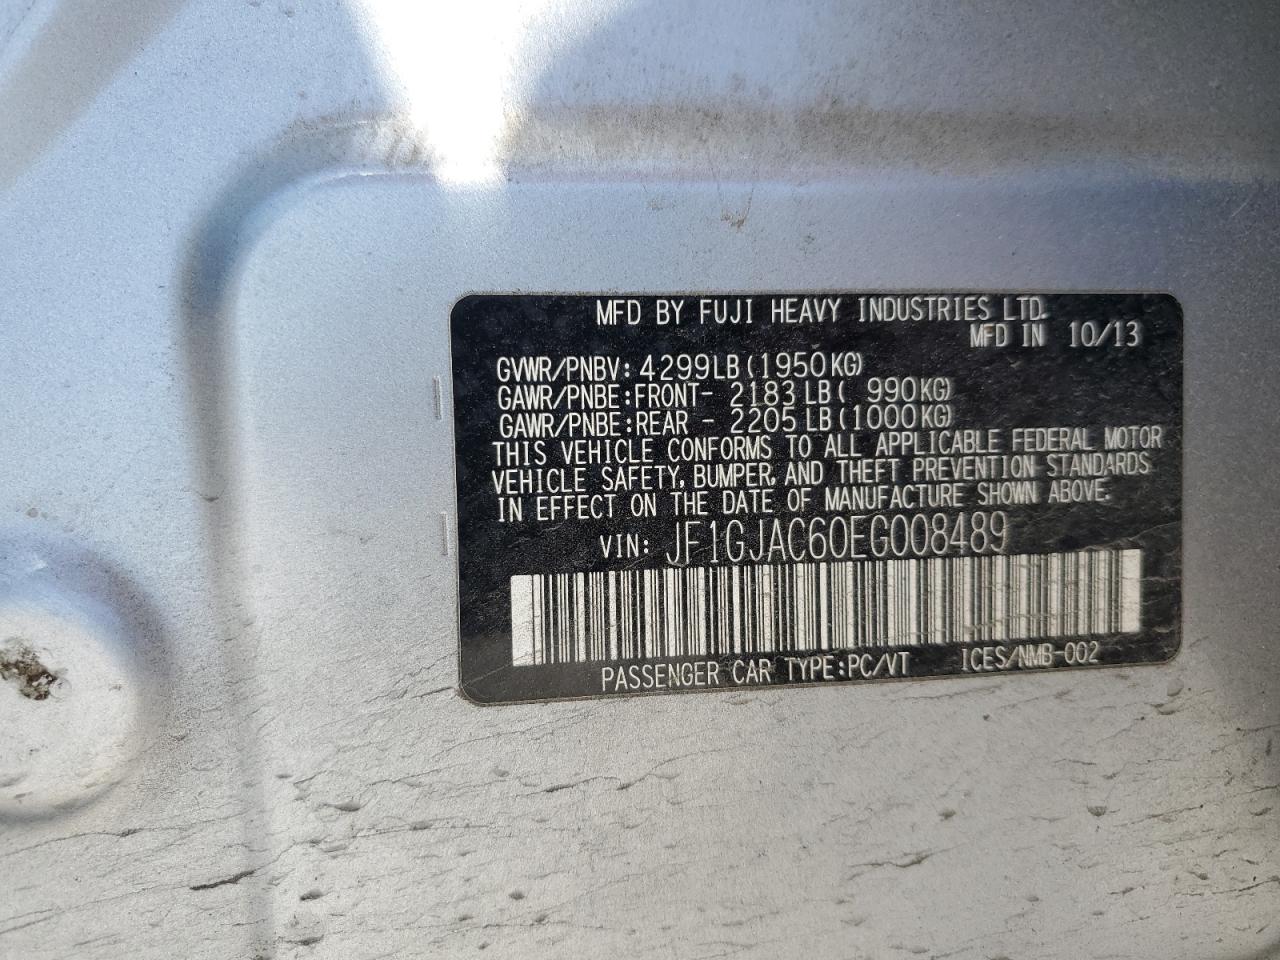 MFD BY FUJI HEAVY INDUSTRIES LTD.
MFD IN 10/13
GVWR/PNBV: 4299LB(1950KG)
GAWR/PNBE:FRONT- 2183LB( 990KG)
GAWR/PNBE:REAR - 2205LB(1000KG)
THIS VEHICLE CONFORMS TO ALL APPLICABLE FEDERAL MOTOR
VEHICLE SAFETY, BUMPER, AND THEFT PREVENTION STANDARDS
IN EFFECT ON THE DATE OF MANUFACTURE SHOWN ABOVE.
VIN: JF1GJAC60EG008489
PASSENGER CAR TYPE:PC/VT ICES/NMB-002